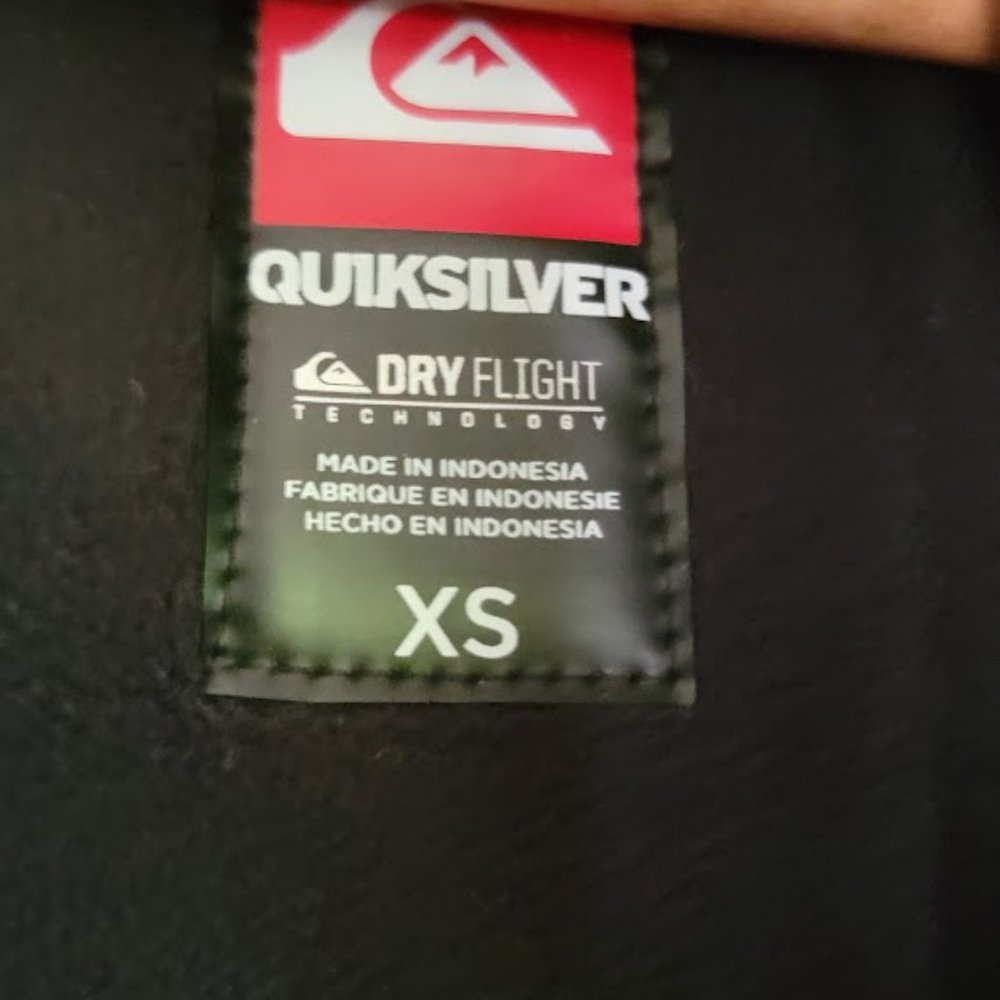 QUIKSILVER
DRY FLIGHT
TECHNOLOGY
MADE IN INDONESIA
FABRIQUE EN INDONESIE
HECHO EN INDONESIA
XS